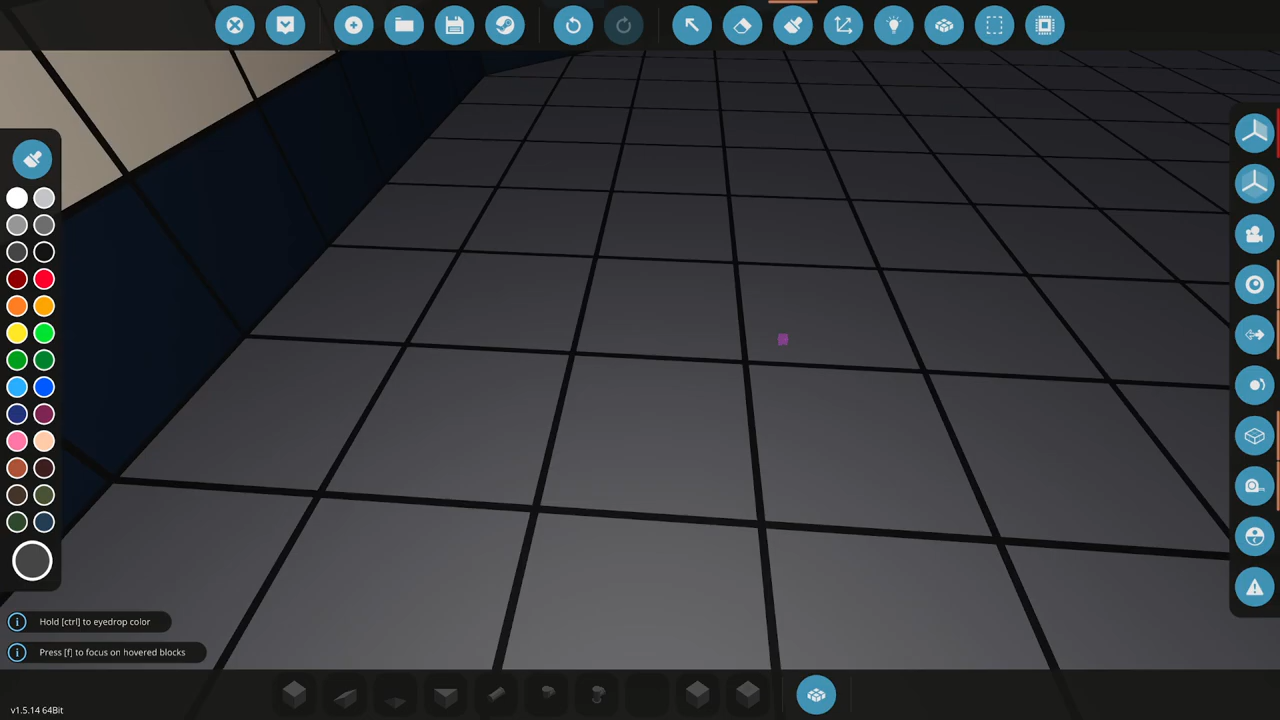 Hold [ctrl] to eyedrop color
Press [f] to focus on hovered blocks
v1.5.14 64Bit